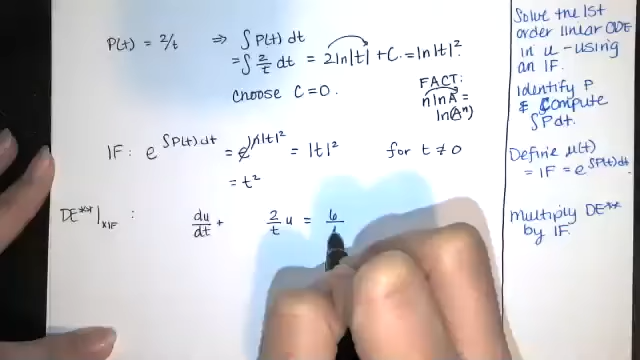 P(t) = 2/t ⇒ ∫ P(t) dt
= ∫ 2/t dt = 2 ln|t| + C = ln|t|².
choose C=0.
FACT:
n ln A =
ln(Aⁿ)
IF: e^∫P(t)dt = e^ln|t|² = |t|² for t ≠ 0
= t²
DE**|×IF : du/dt + 2/t u = 6/
Solve the 1st
order linear ODE
in u - using
an IF.
Identify P
& compute
∫Pdt.
Define μ(t)
= IF = e^∫P(t)dt
Multiply DE**
by IF.